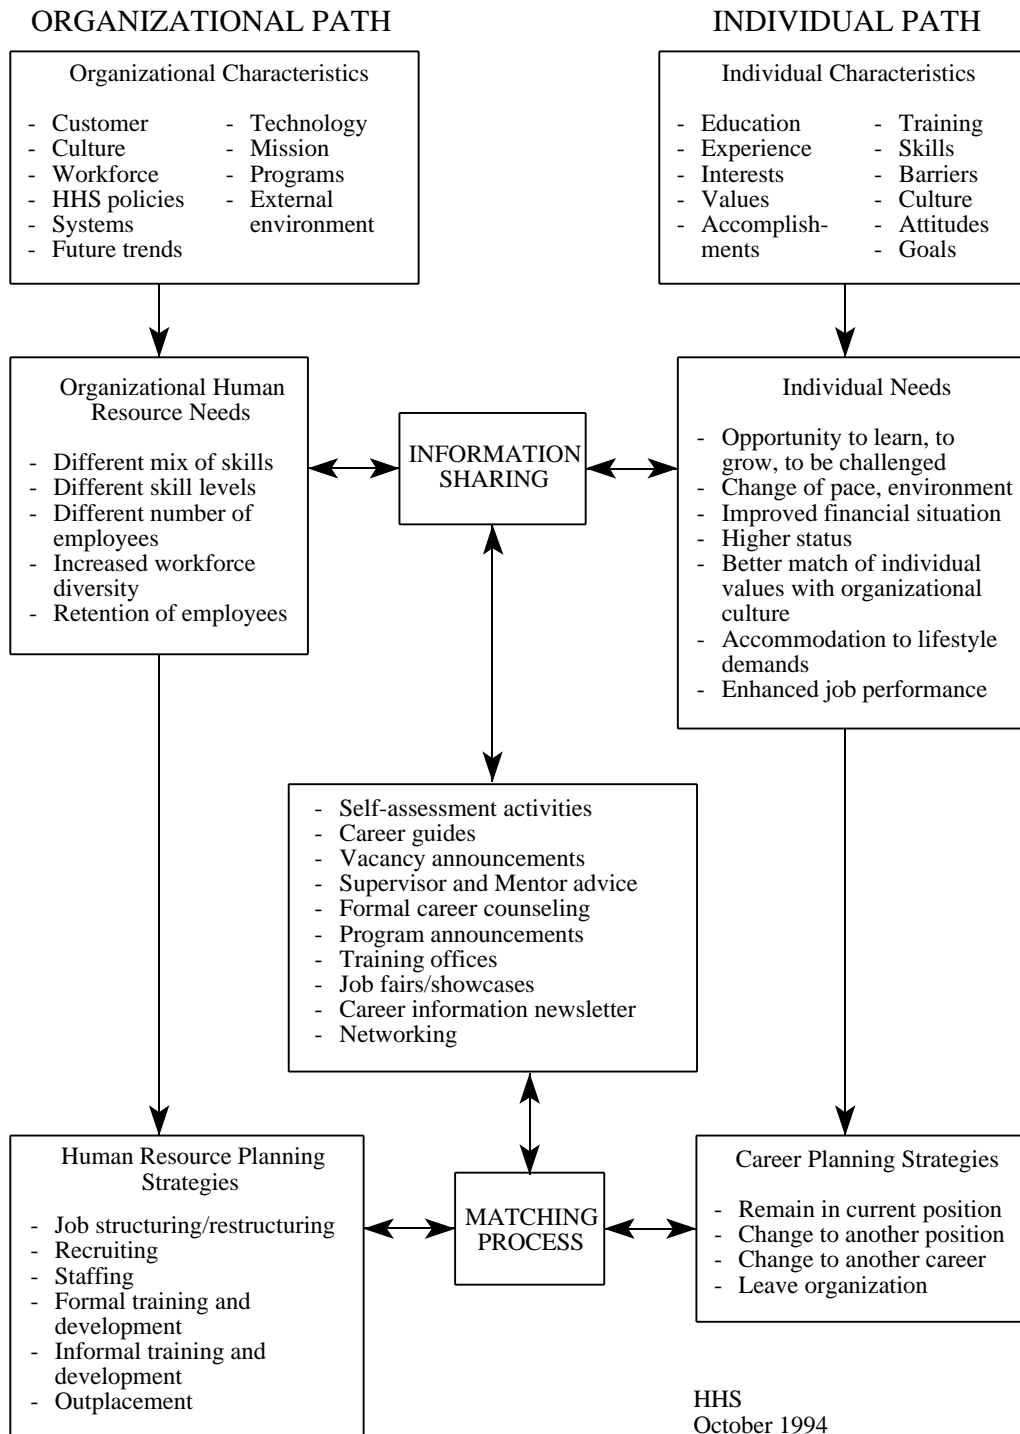 ORGANIZATIONAL PATH
INDIVIDUAL PATH
Organizational Characteristics
- Customer
- Culture
- Workforce
- HHS policies
- Systems
- Future trends
- Technology
- Mission
- Programs
- External
environment
Individual Characteristics
- Education
- Experience
- Interests
- Values
- Accomplish-
ments
- Training
- Skills
- Barriers
- Culture
- Attitudes
- Goals
Organizational Human
Resource Needs
- Different mix of skills
- Different skill levels
- Different number of
employees
- Increased workforce
diversity
- Retention of employees
INFORMATION
SHARING
Individual Needs
- Opportunity to learn, to
grow, to be challenged
- Change of pace, environment
- Improved financial situation
- Higher status
- Better match of individual
values with organizational
culture
- Accommodation to lifestyle
demands
- Enhanced job performance
- Self-assessment activities
- Career guides
- Vacancy announcements
- Supervisor and Mentor advice
- Formal career counseling
- Program announcements
- Training offices
- Job fairs/showcases
- Career information newsletter
- Networking
Human Resource Planning
Strategies
- Job structuring/restructuring
- Recruiting
- Staffing
- Formal training and
development
- Informal training and
development
- Outplacement
MATCHING
PROCESS
Career Planning Strategies
- Remain in current position
- Change to another position
- Change to another career
- Leave organization
HHS
October 1994